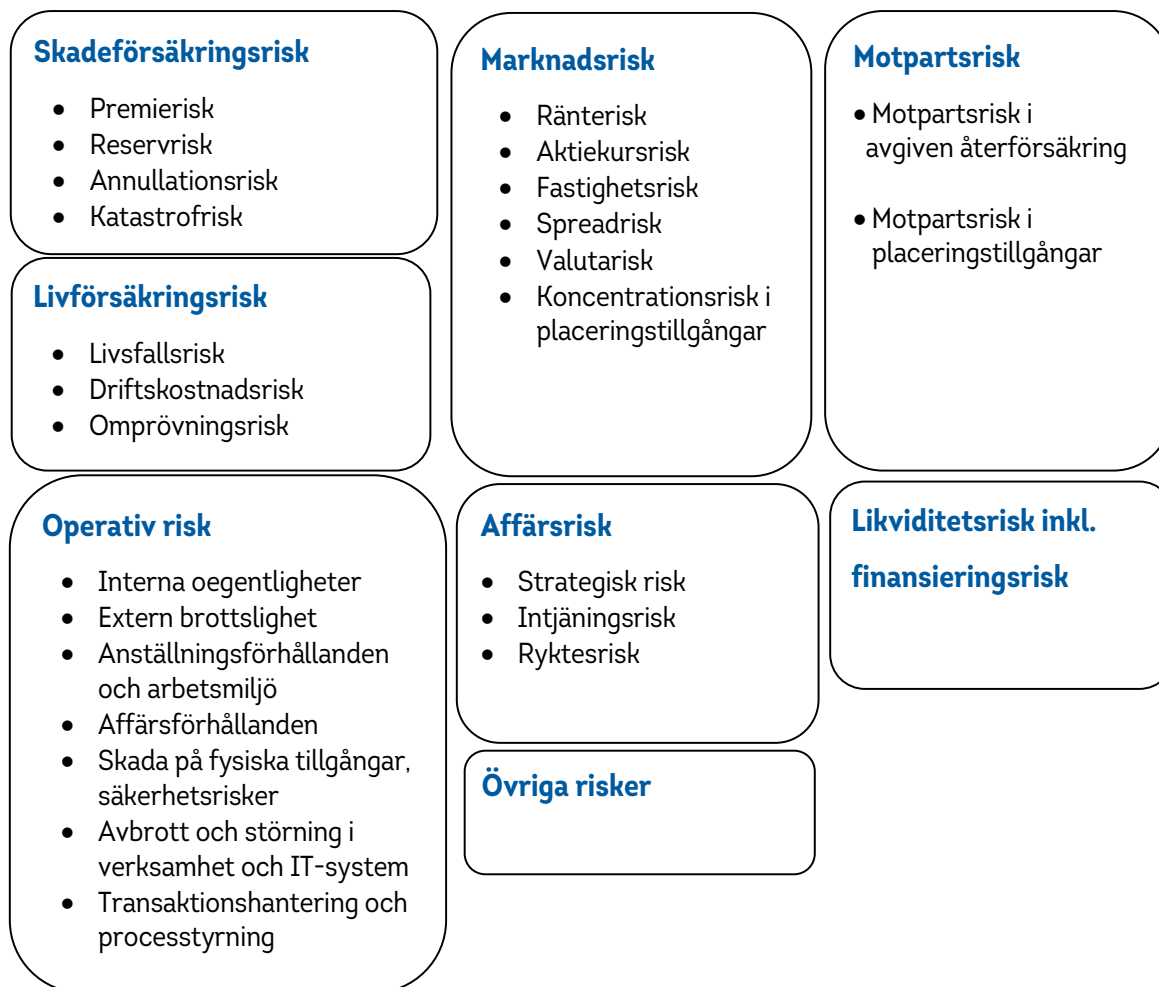 Skadeförsäkringsrisk
• Premierisk
• Reservrisk
• Annullationsrisk
• Katastrofrisk
Livförsäkringsrisk
• Livsfallsrisk
• Driftskostnadsrisk
• Omprövningsrisk
Marknadsrisk
• Ränterisk
• Aktiekursrisk
• Fastighetsrisk
• Spreadrisk
• Valutarisk
• Koncentrationsrisk i
placeringstillgångar
Motpartsrisk
• Motpartsrisk i
avgiven återförsäkring
• Motpartsrisk i
placeringstillgångar
Operativ risk
• Interna oegentligheter
• Extern brottslighet
• Anställningsförhållanden
och arbetsmiljö
• Affärsförhållanden
• Skada på fysiska tillgångar,
säkerhetsrisker
• Avbrott och störning i
verksamhet och IT-system
• Transaktionshantering och
processtyrning
Affärsrisk
• Strategisk risk
• Intjäningsrisk
• Ryktesrisk
Övriga risker
Likviditetsrisk inkl.
finansieringsrisk